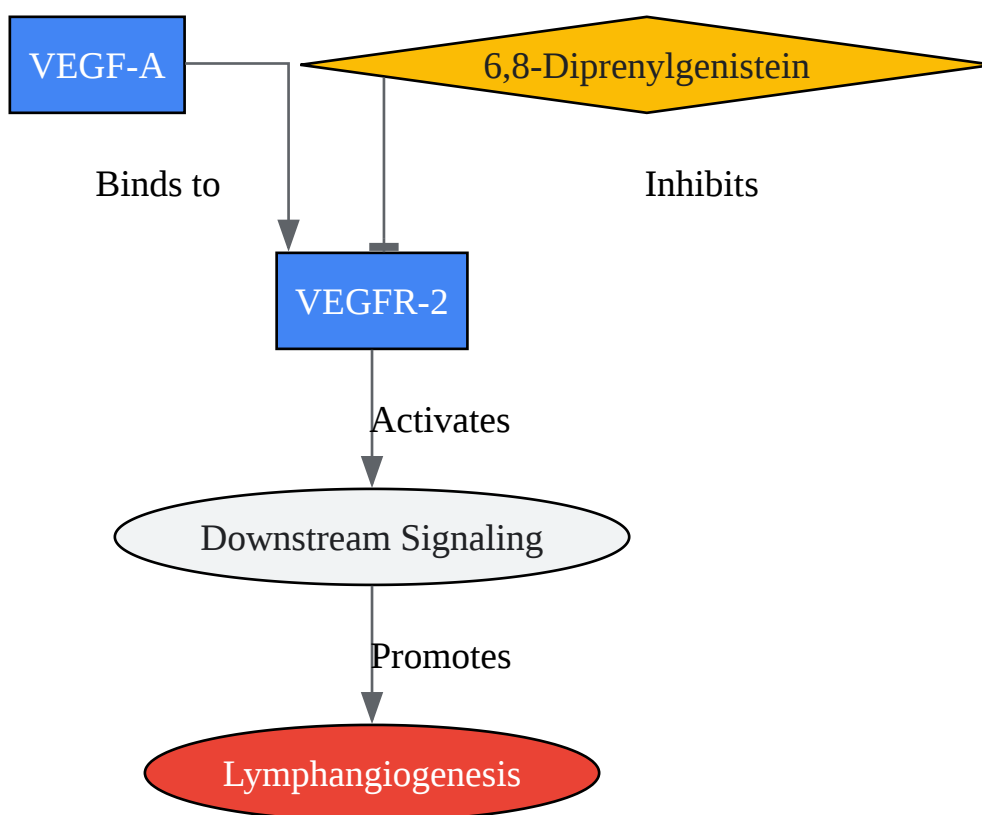 VEGF-A
6,8-Diprenylgenistein
Binds to
Inhibits
VEGFR-2
Activates
Downstream Signaling
Promotes
Lymphangiogenesis